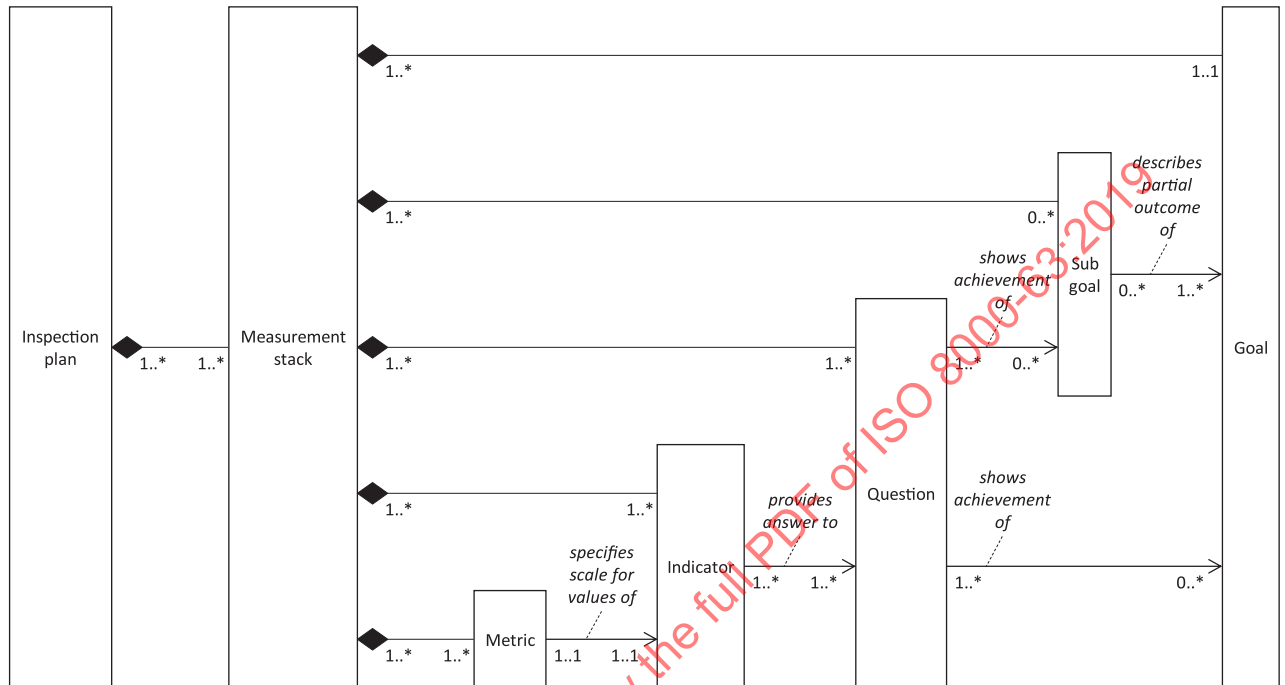 1..*
1..1
describes
partial
outcome
of
1..*
0..*
shows
achievement
of
Sub
goal
0..*
1..*
Inspection
plan
Measurement
stack
Goal
1..*
1..*
1..*
1..*
1..*
0..*
Question
shows
achievement
of
provides
answer to
1..*
1..*
specifies
scale for
values of
Indicator
1..*
1..*
1..*
0..*
Metric
1..*
1..*
1..1
1..1
the full PDF of ISO 8000-63:2019